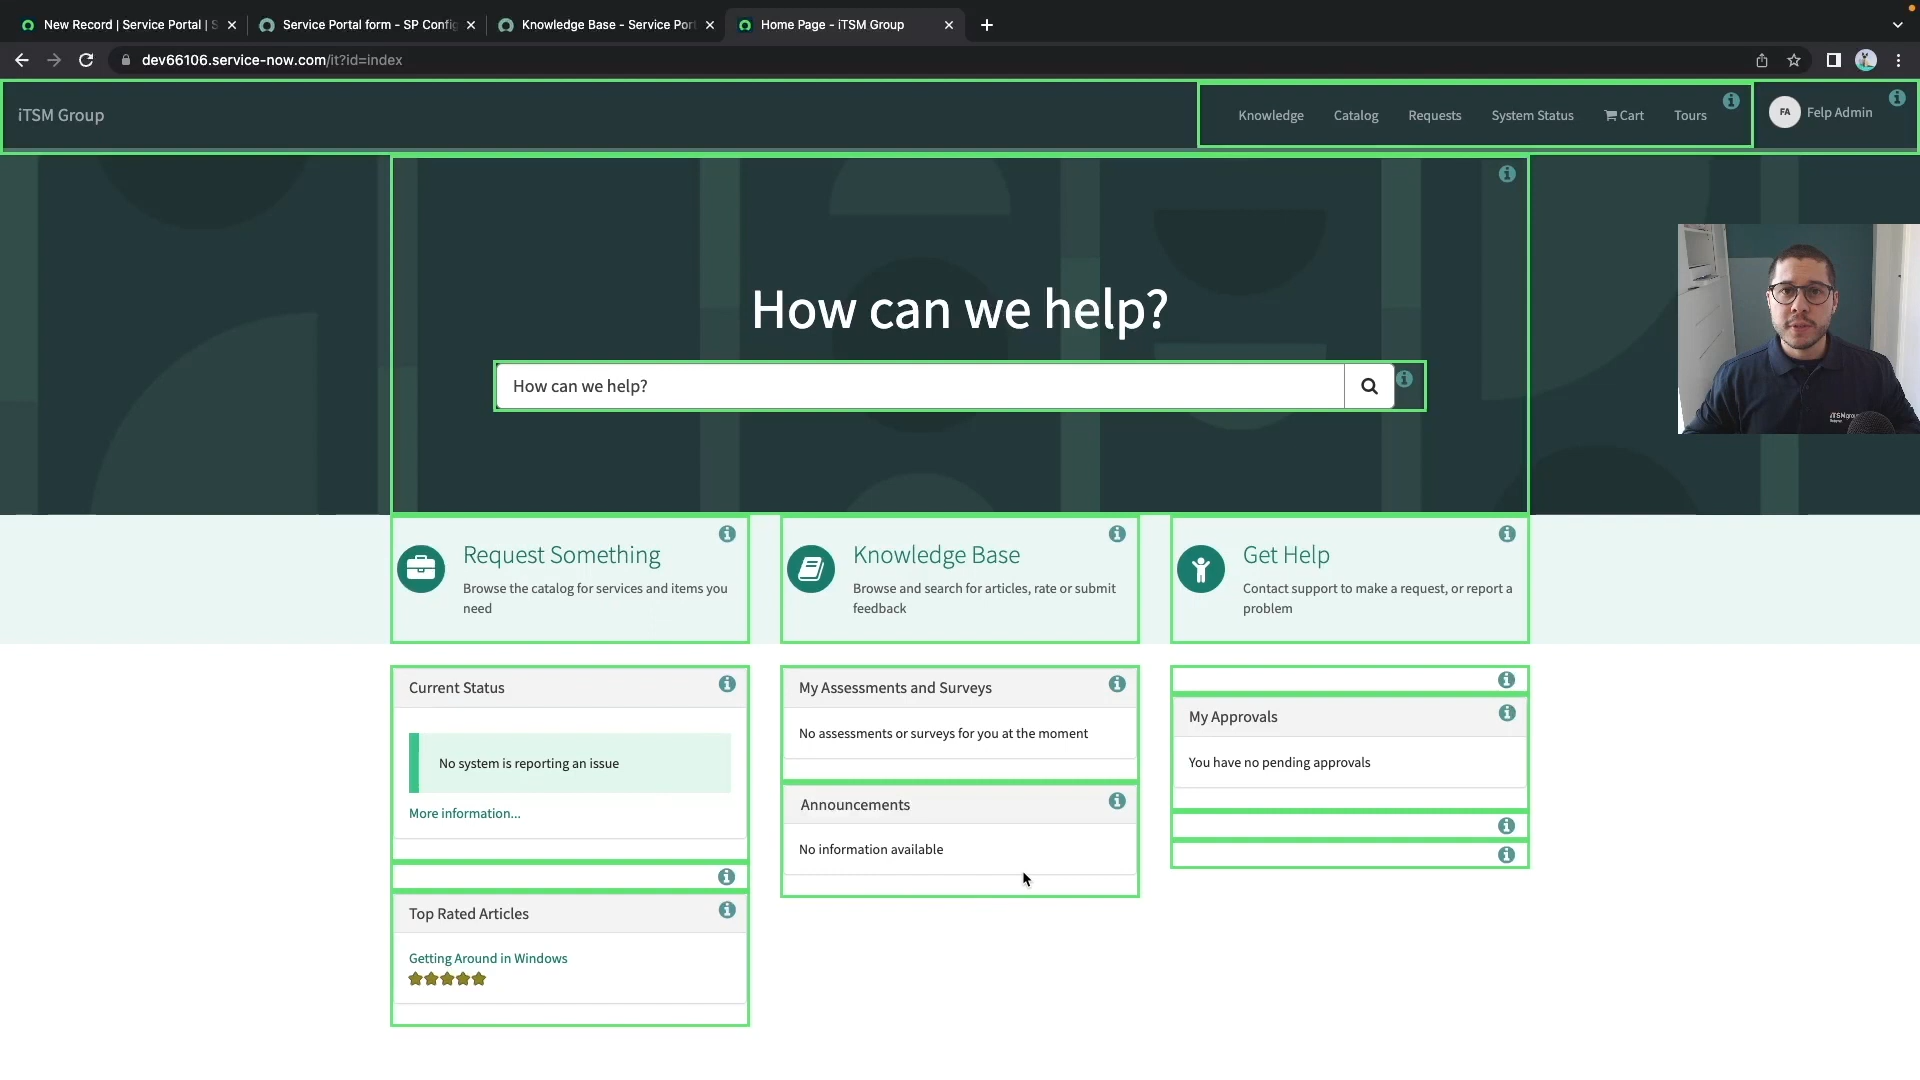 New Record | Service Portal | S
Service Portal form - SP Config
Knowledge Base - Service Port
Home Page - iTSM Group
dev66106.service-now.com/it?id=index
iTSM Group
Knowledge
Catalog
Requests
System Status
Cart
Tours
FA
Felp Admin
How can we help?
How can we help?
iTSMgroup
Request Something
Browse the catalog for services and items you
need
Knowledge Base
Browse and search for articles, rate or submit
feedback
Get Help
Contact support to make a request, or report a
problem
Current Status
No system is reporting an issue
More information...
Top Rated Articles
Getting Around in Windows
My Assessments and Surveys
No assessments or surveys for you at the moment
Announcements
No information available
My Approvals
You have no pending approvals